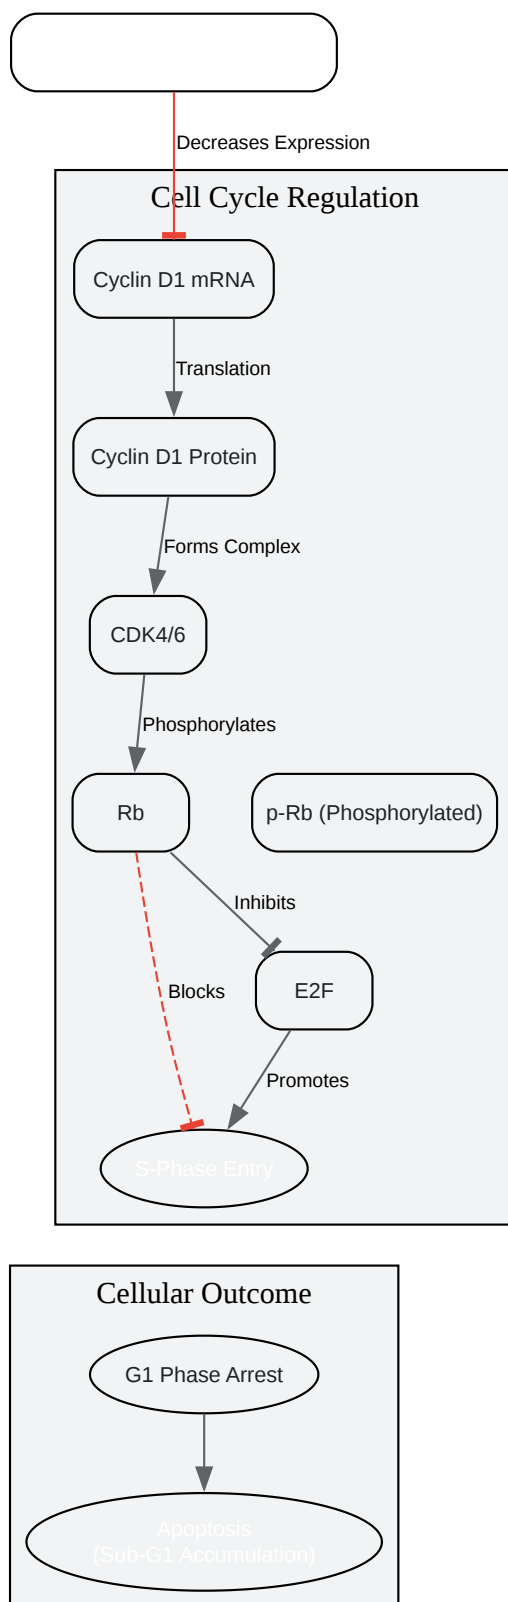 Decreases Expression
Cell Cycle Regulation
Cyclin D1 mRNA
Translation
Cyclin D1 Protein
Forms Complex
CDK4/6
Phosphorylates
Rb
p-Rb (Phosphorylated)
Inhibits
Blocks
E2F
Promotes
S-Phase Entry
Cellular Outcome
G1 Phase Arrest
Apoptosis
(Sub-G1 Accumulation)